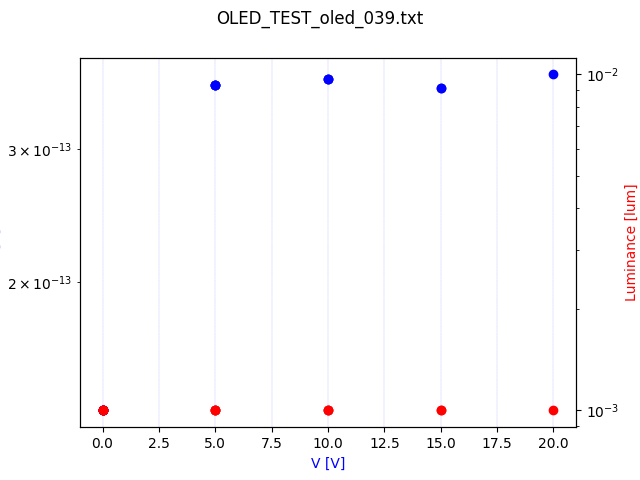 OLED_TEST_oled_039.txt
3 × 10⁻¹³
2 × 10⁻¹³
10⁻²
10⁻³
Luminance [lum]
0.0 2.5 5.0 7.5 10.0 12.5 15.0 17.5 20.0
V [V]